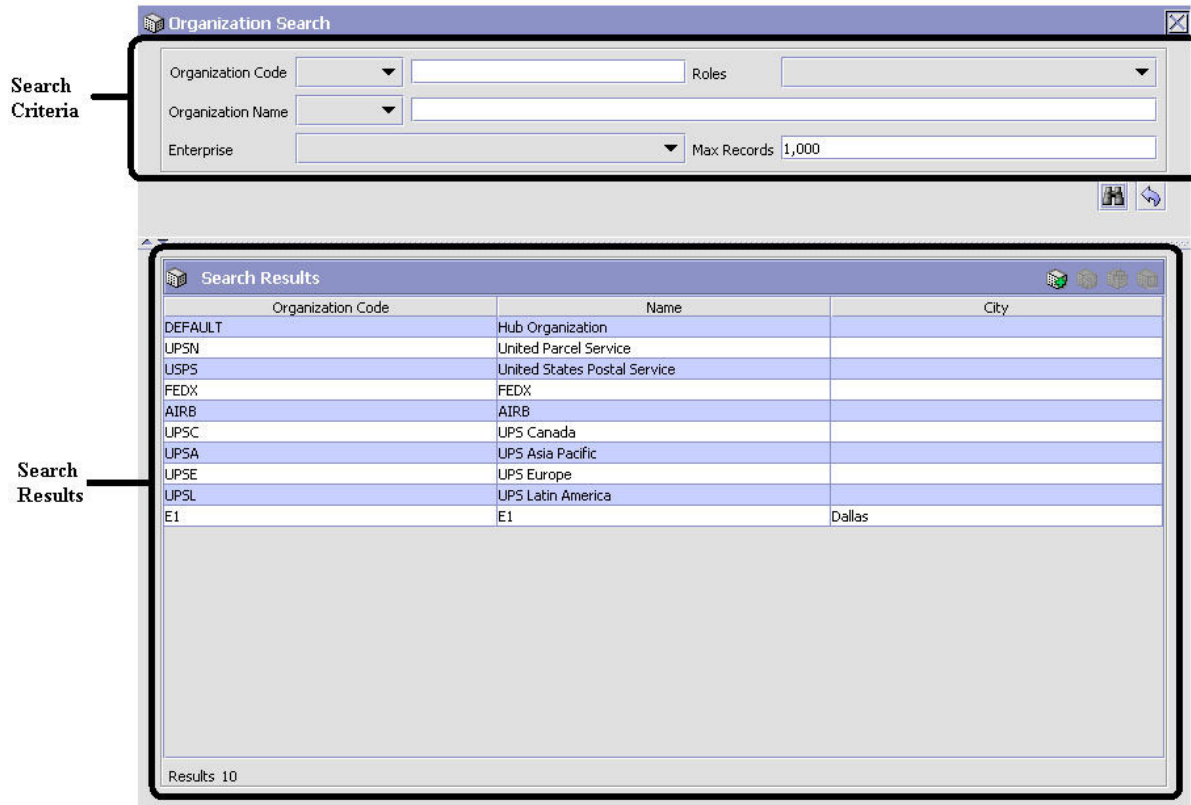 Organization Search
Search Criteria
Organization Code
Roles
Organization Name
Enterprise
Max Records 1,000
Search Results
Search Results
Organization Code Name City
DEFAULT Hub Organization
UPSN United Parcel Service
USPS United States Postal Service
FEDX FEDX
AIRB AIRB
UPSC UPS Canada
UPSA UPS Asia Pacific
UPSE UPS Europe
UPSL UPS Latin America
E1 E1 Dallas
Results 10